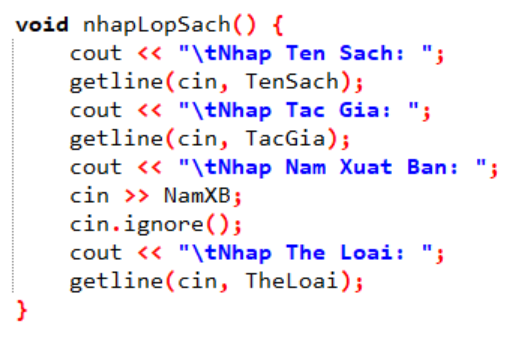 void nhapLopSach() {
    cout << "\tNhap Ten Sach: ";
    getline(cin, TenSach);
    cout << "\tNhap Tac Gia: ";
    getline(cin, TacGia);
    cout << "\tNhap Nam Xuat Ban: ";
    cin >> NamXB;
    cin.ignore();
    cout << "\tNhap The Loai: ";
    getline(cin, TheLoai);
}